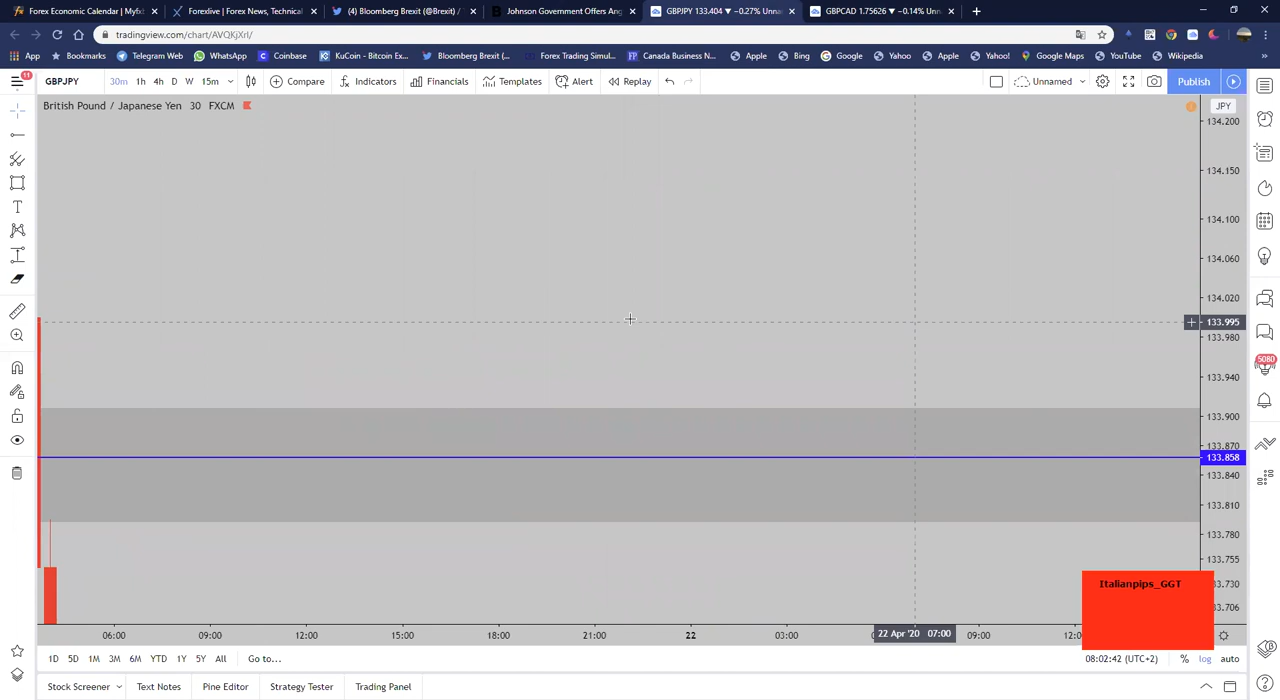 Forex Economic Calendar | Myfx
Forexlive | Forex News, Technical
(4) Bloomberg Brexit (@Brexit) /
Johnson Government Offers Ang
GBPJPY 133.404 ▼ −0.27% Unna
GBPCAD 1.75626 ▼ −0.14% Unn
tradingview.com/chart/AVQKjXrI/
App Bookmarks Telegram Web WhatsApp Coinbase KuCoin - Bitcoin Ex... Bloomberg Brexit (... Forex Trading Simul... Canada Business N... Apple Bing Google Yahoo Apple Yahoo! Google Maps YouTube Wikipedia
11
GBPJPY 30m 1h 4h D W 15m Compare Indicators Financials Templates Alert Replay Unnamed Publish
British Pound / Japanese Yen 30 FXCM
JPY
134.200
134.150
134.100
134.060
134.020
133.995
133.980
133.940
133.900
133.870
133.858
133.840
133.810
133.780
133.755
133.730
133.706
5080
Italianpips_GGT
06:00 09:00 12:00 15:00 18:00 21:00 22 03:00 22 Apr '20 07:00 09:00 12:0
1D 5D 1M 3M 6M YTD 1Y 5Y All Go to... 08:02:42 (UTC+2) % log auto
Stock Screener Text Notes Pine Editor Strategy Tester Trading Panel